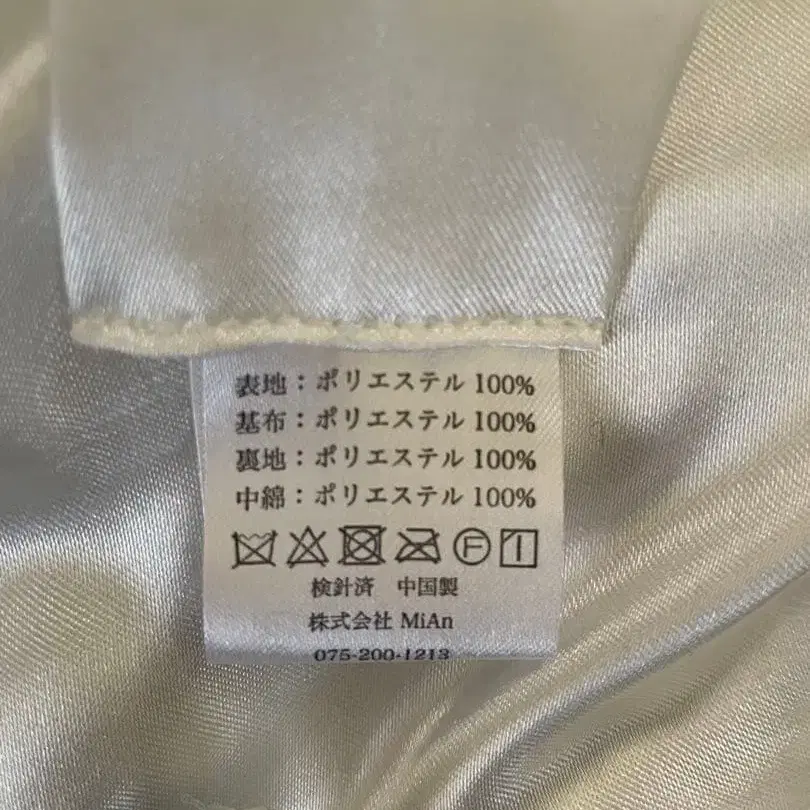 表地：ポリエステル 100%
基布：ポリエステル 100%
裏地：ポリエステル 100%
中綿：ポリエステル 100%
F
検針済　中国製
株式会社 MiAn
075-200-1213